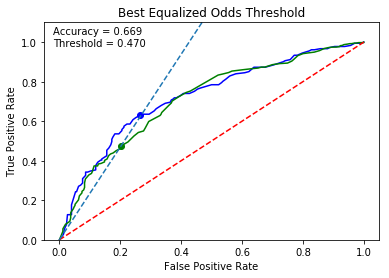 Best Equalized Odds Threshold
Accuracy = 0.669
Threshold = 0.470
1.0
0.8
0.6
0.4
0.2
0.0
True Positive Rate
0.0 0.2 0.4 0.6 0.8 1.0
False Positive Rate